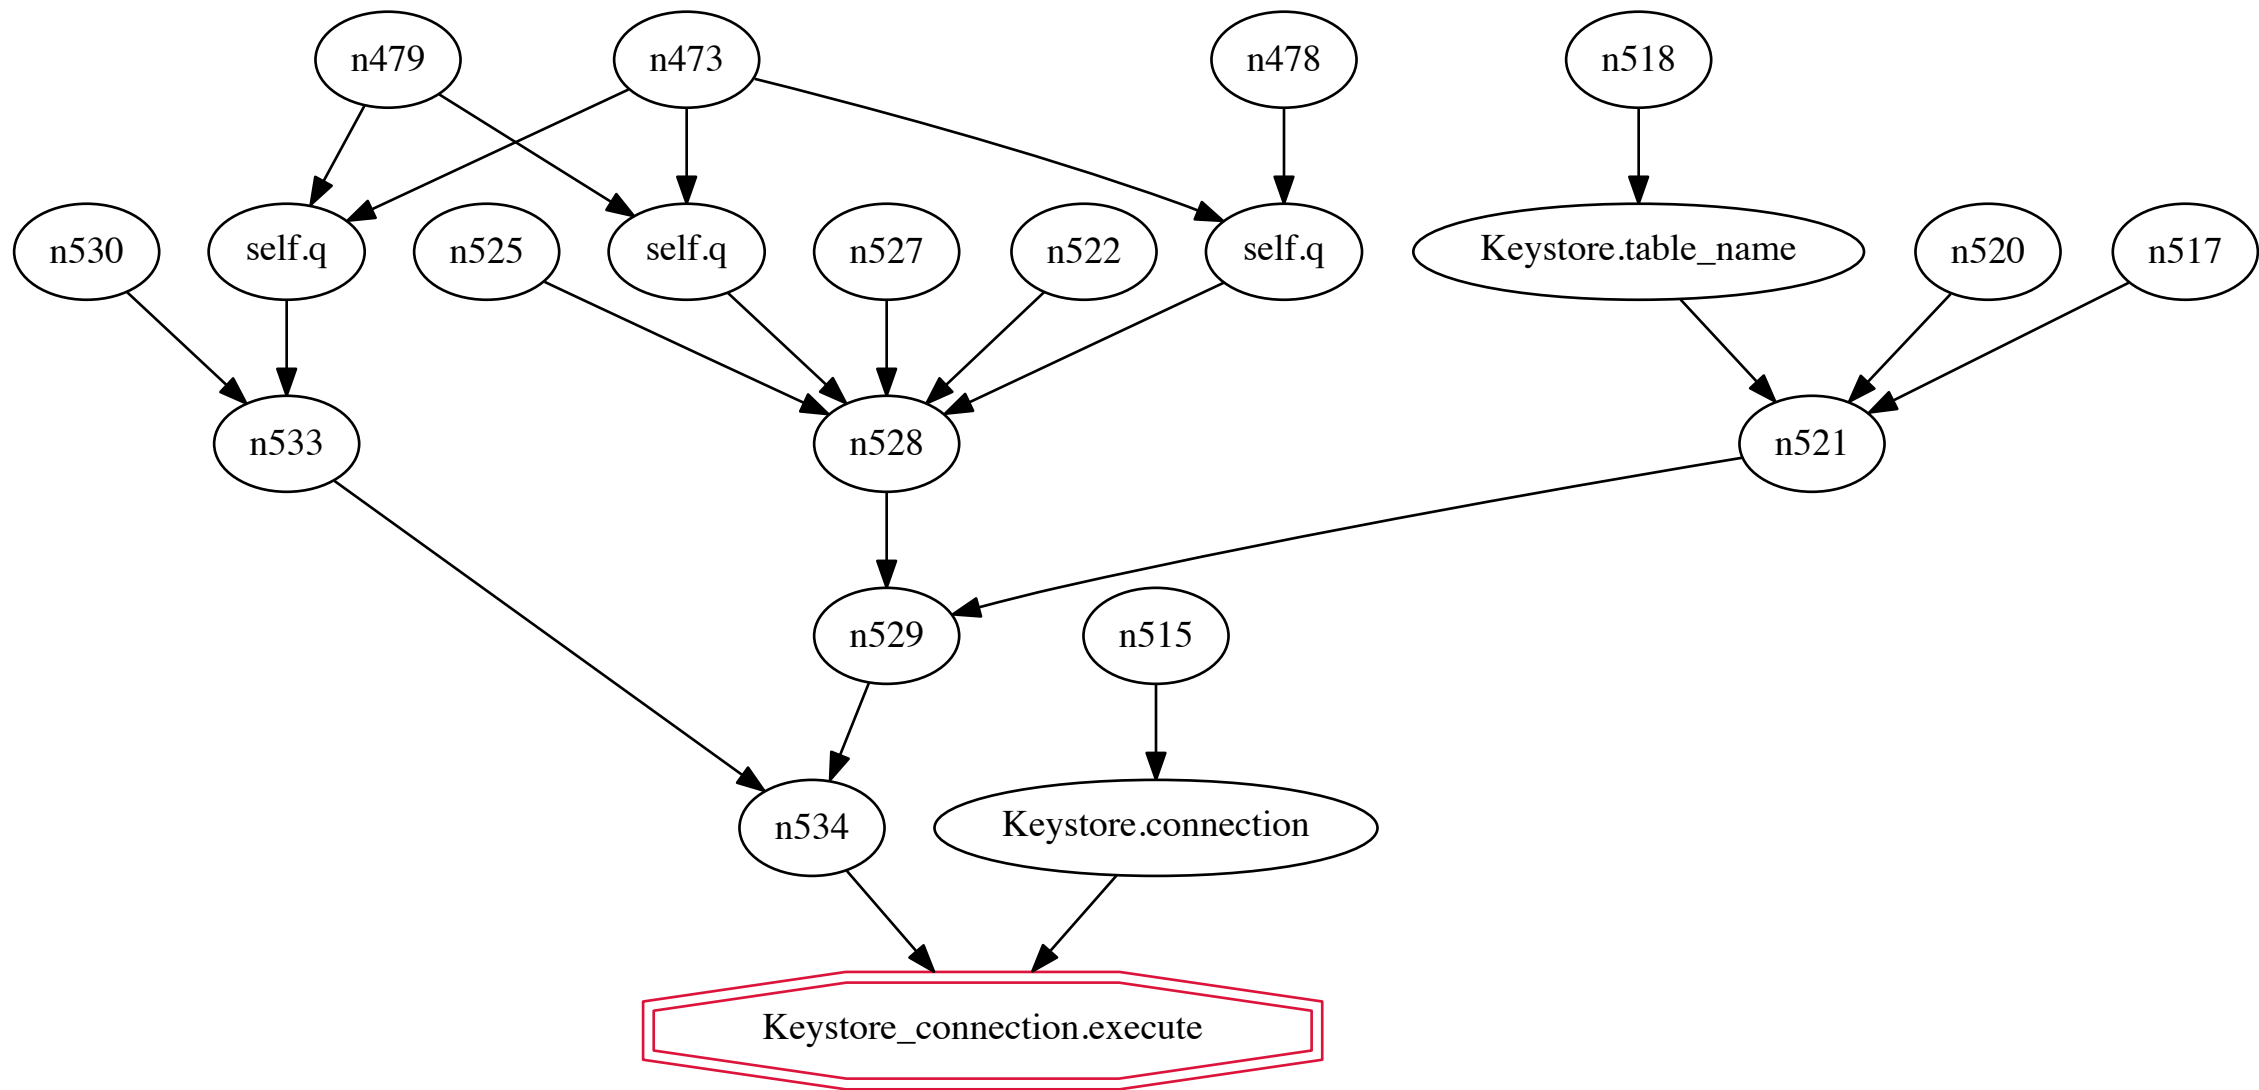 n479
n473
n478
n518
n530
self.q
n525
self.q
n527
n522
self.q
Keystore.table_name
n520
n517
n533
n528
n521
n529
n515
n534
Keystore.connection
Keystore_connection.execute